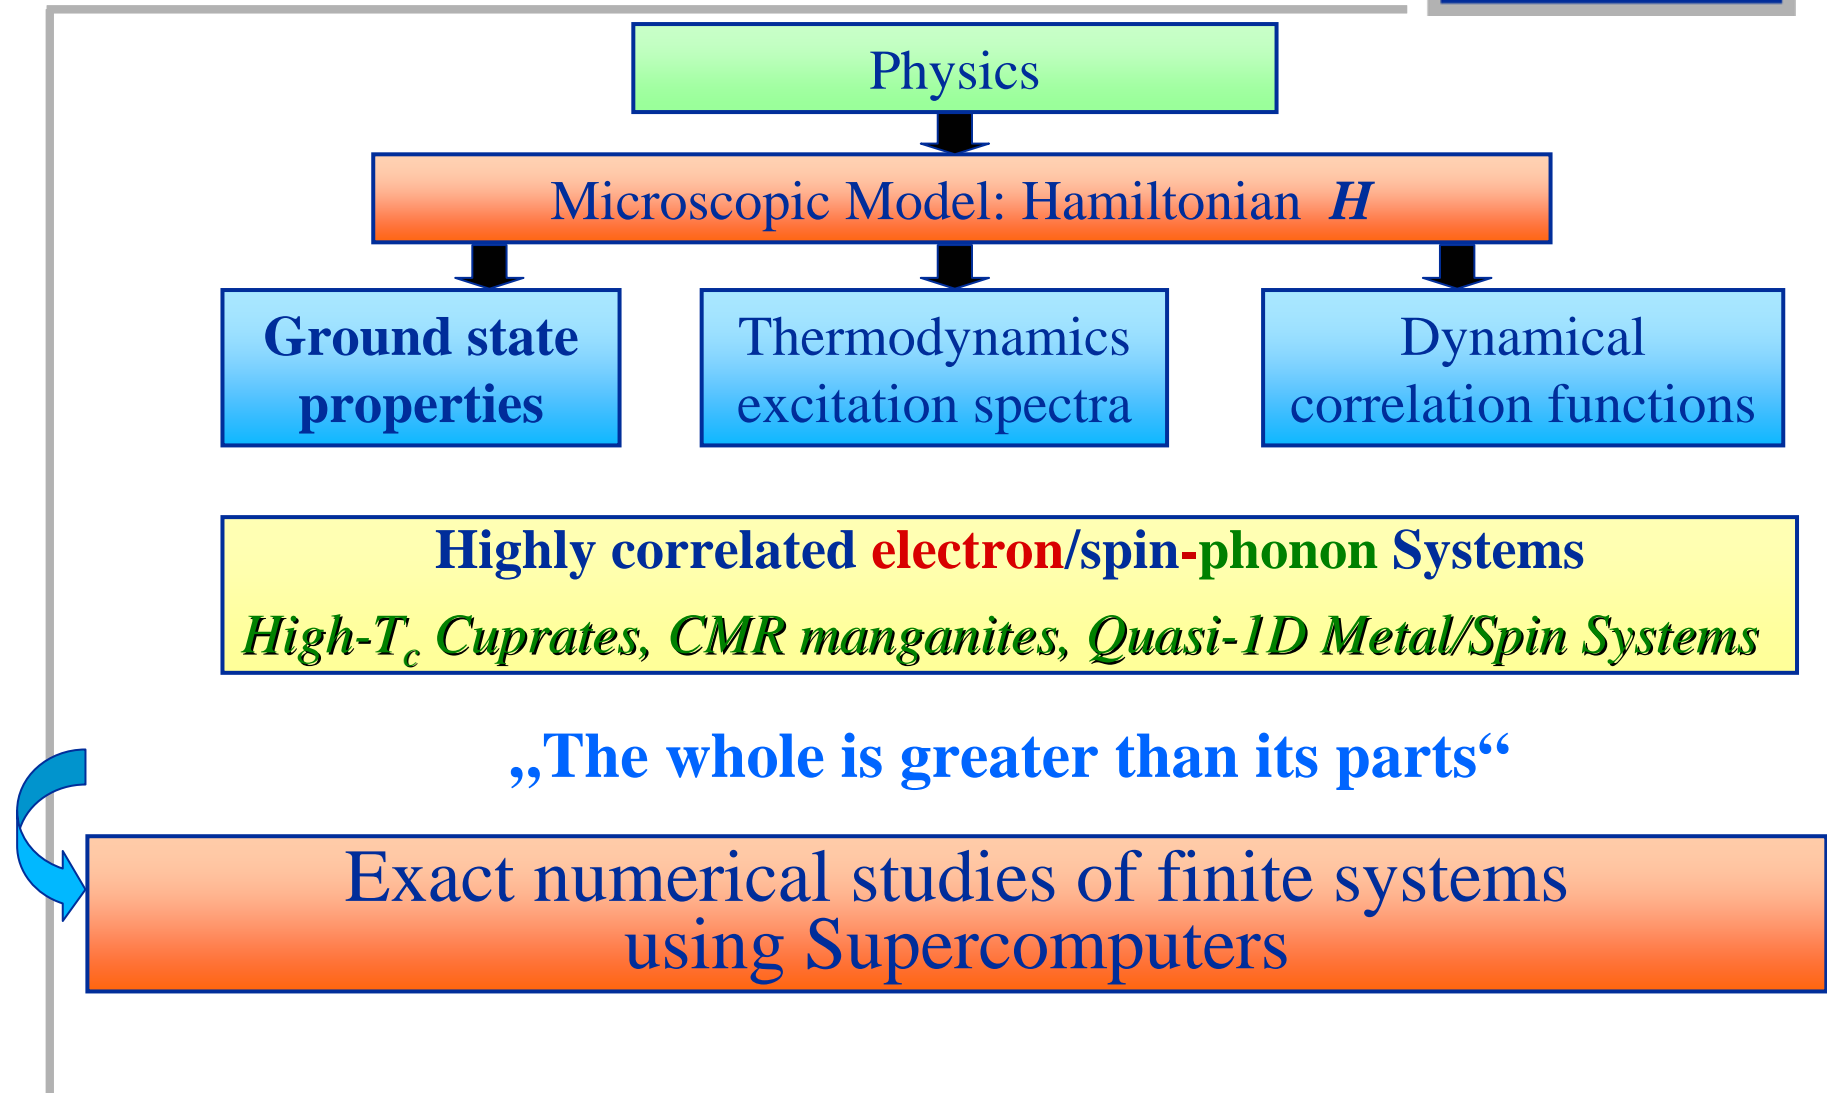 Physics
Microscopic Model: Hamiltonian H
Ground state
properties
Thermodynamics
excitation spectra
Dynamical
correlation functions
Highly correlated electron/spin-phonon Systems
High-Tc Cuprates, CMR manganites, Quasi-1D Metal/Spin Systems
„The whole is greater than its parts“
Exact numerical studies of finite systems
using Supercomputers